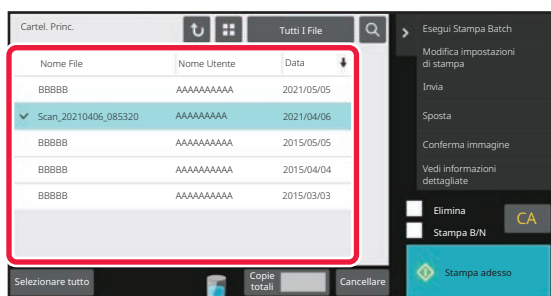 Cartel. Princ.
Tutti I File
Nome File Nome Utente Data
BBBBB AAAAAAAAAA 2021/05/05
Scan_20210406_085320 AAAAAAAAA 2021/04/06
BBBBB AAAAAAAAAA 2015/05/05
BBBBB AAAAAAAAAA 2015/04/04
BBBBB AAAAAAAAAA 2015/03/03
Selezionare tutto
Copie
totali
Cancellare
Esegui Stampa Batch
Modifica impostazioni
di stampa
Invia
Sposta
Conferma immagine
Vedi informazioni
dettagliate
Elimina
Stampa B/N
CA
Stampa adesso